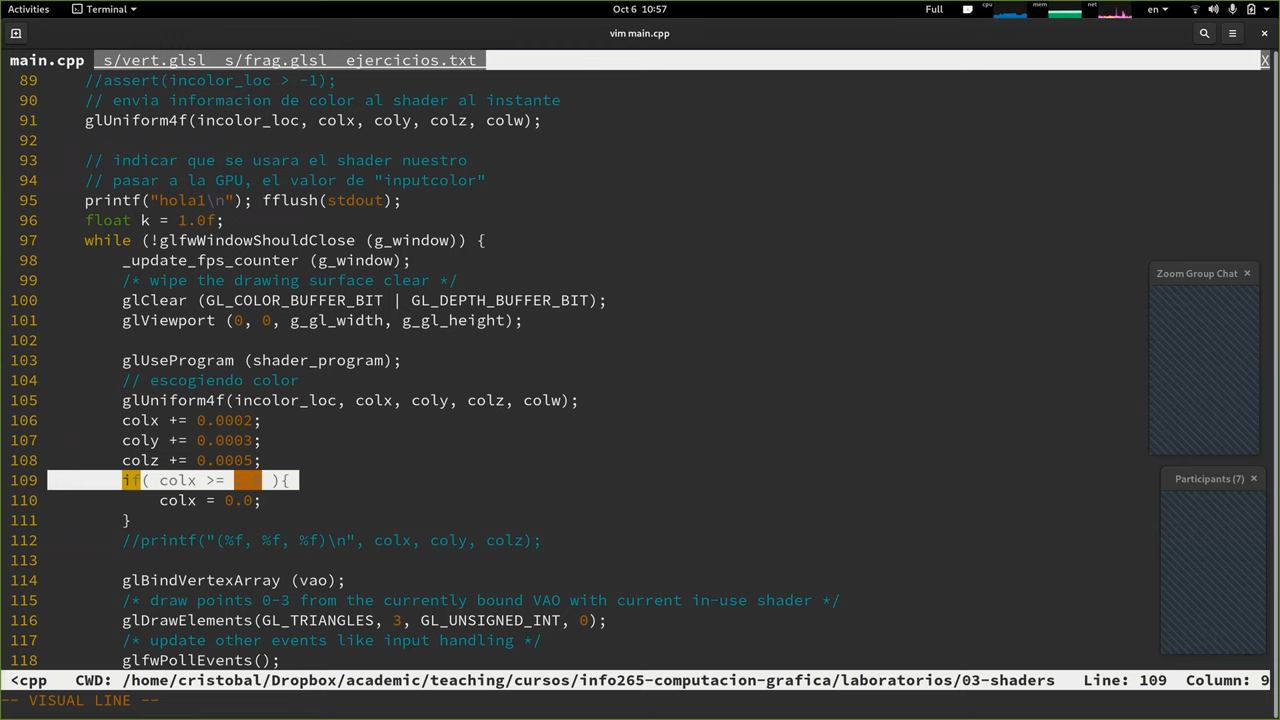 Activities Terminal Oct 6 10:57 Full cpu mem net en
vim main.cpp
main.cpp s/vert.glsl s/frag.glsl ejercicios.txt X
89 //assert(incolor_loc > -1);
90 // envia informacion de color al shader al instante
91 glUniform4f(incolor_loc, colx, coly, colz, colw);
92
93 // indicar que se usara el shader nuestro
94 // pasar a la GPU, el valor de "inputcolor"
95 printf("hola1\n"); fflush(stdout);
96 float k = 1.0f;
97 while (!glfwWindowShouldClose (g_window)) {
98 _update_fps_counter (g_window);
99 /* wipe the drawing surface clear */
100 glClear (GL_COLOR_BUFFER_BIT | GL_DEPTH_BUFFER_BIT);
101 glViewport (0, 0, g_gl_width, g_gl_height);
102
103 glUseProgram (shader_program);
104 // escogiendo color
105 glUniform4f(incolor_loc, colx, coly, colz, colw);
106 colx += 0.0002;
107 coly += 0.0003;
108 colz += 0.0005;
109 if( colx >= ){
110 colx = 0.0;
111 }
112 //printf("(%f, %f, %f)\n", colx, coly, colz);
113
114 glBindVertexArray (vao);
115 /* draw points 0-3 from the currently bound VAO with current in-use shader */
116 glDrawElements(GL_TRIANGLES, 3, GL_UNSIGNED_INT, 0);
117 /* update other events like input handling */
118 glfwPollEvents();
Zoom Group Chat ×
Participants (7) ×
<cpp CWD: /home/cristobal/Dropbox/academic/teaching/cursos/info265-computacion-grafica/laboratorios/03-shaders Line: 109 Column: 9
-- VISUAL LINE --